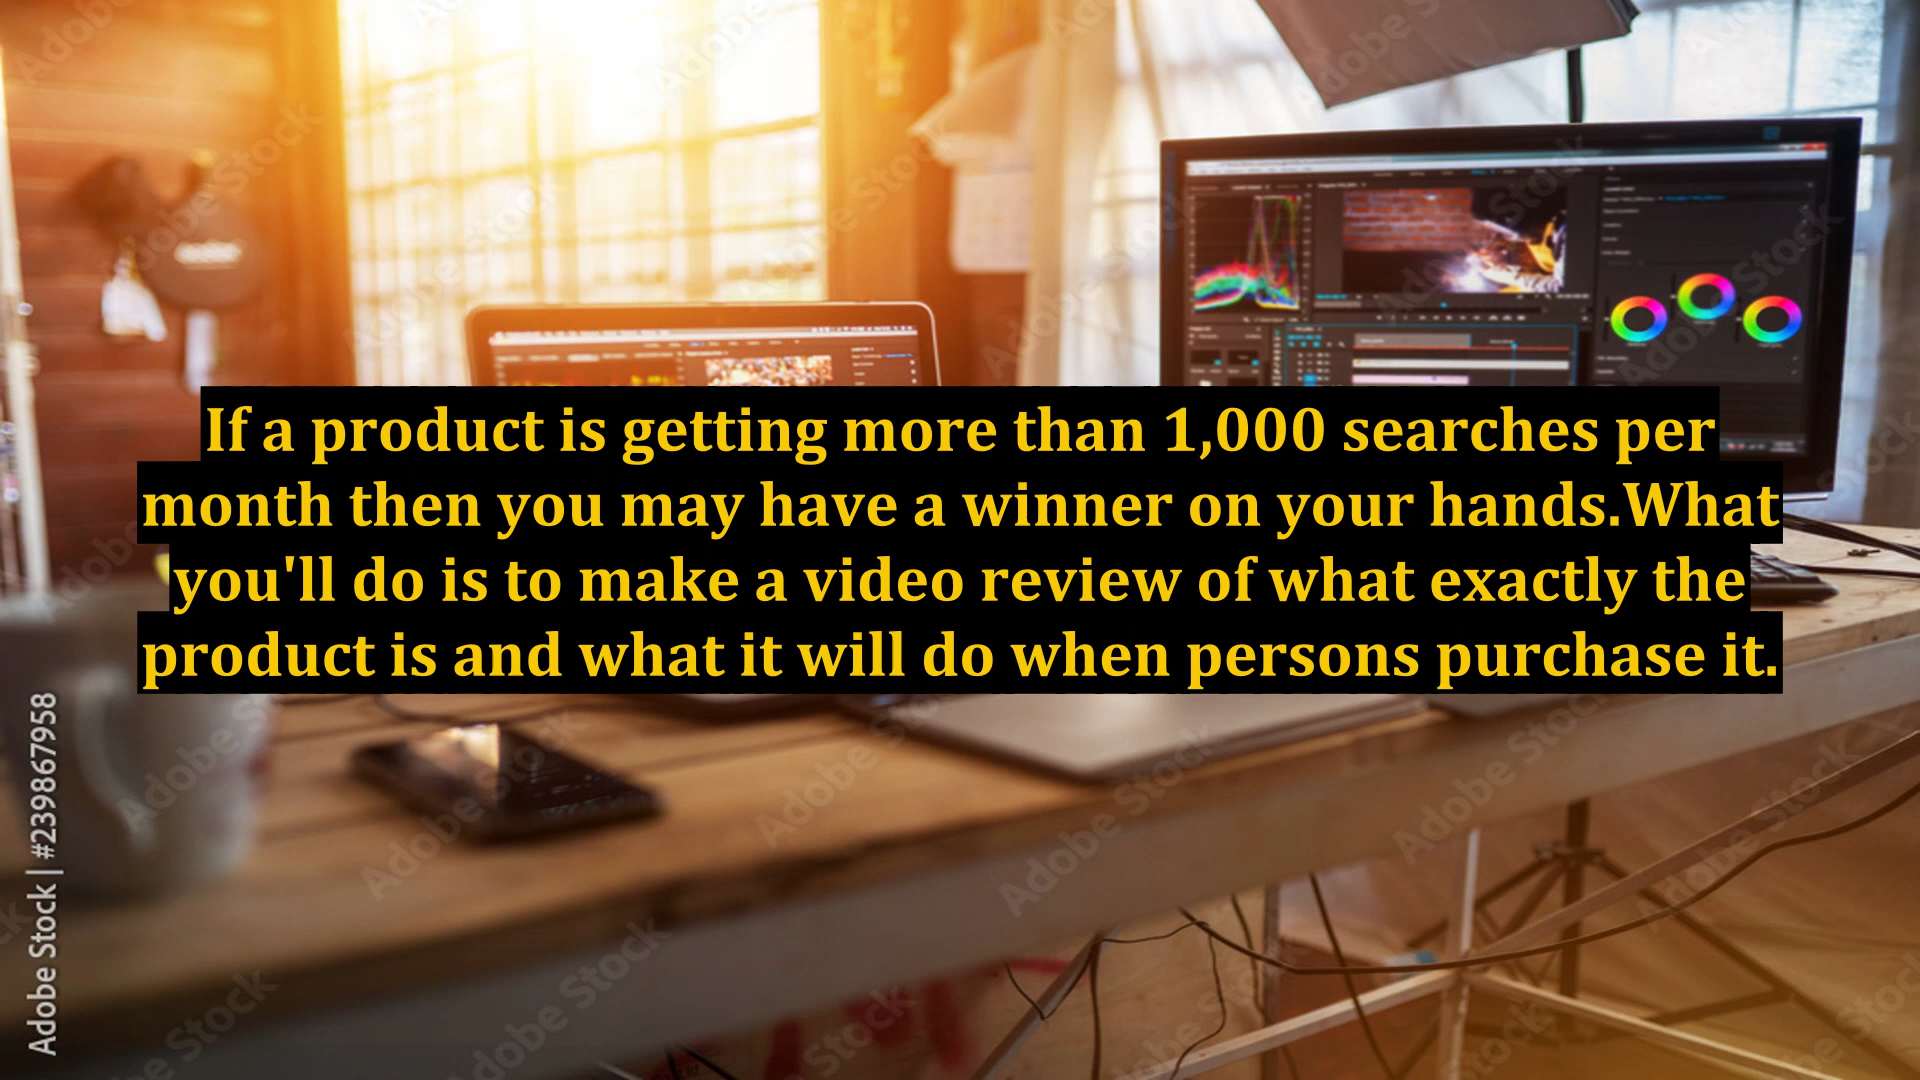 If a product is getting more than 1,000 searches per
month then you may have a winner on your hands.What
you'll do is to make a video review of what exactly the
product is and what it will do when persons purchase it.
Adobe Stock | #239867958